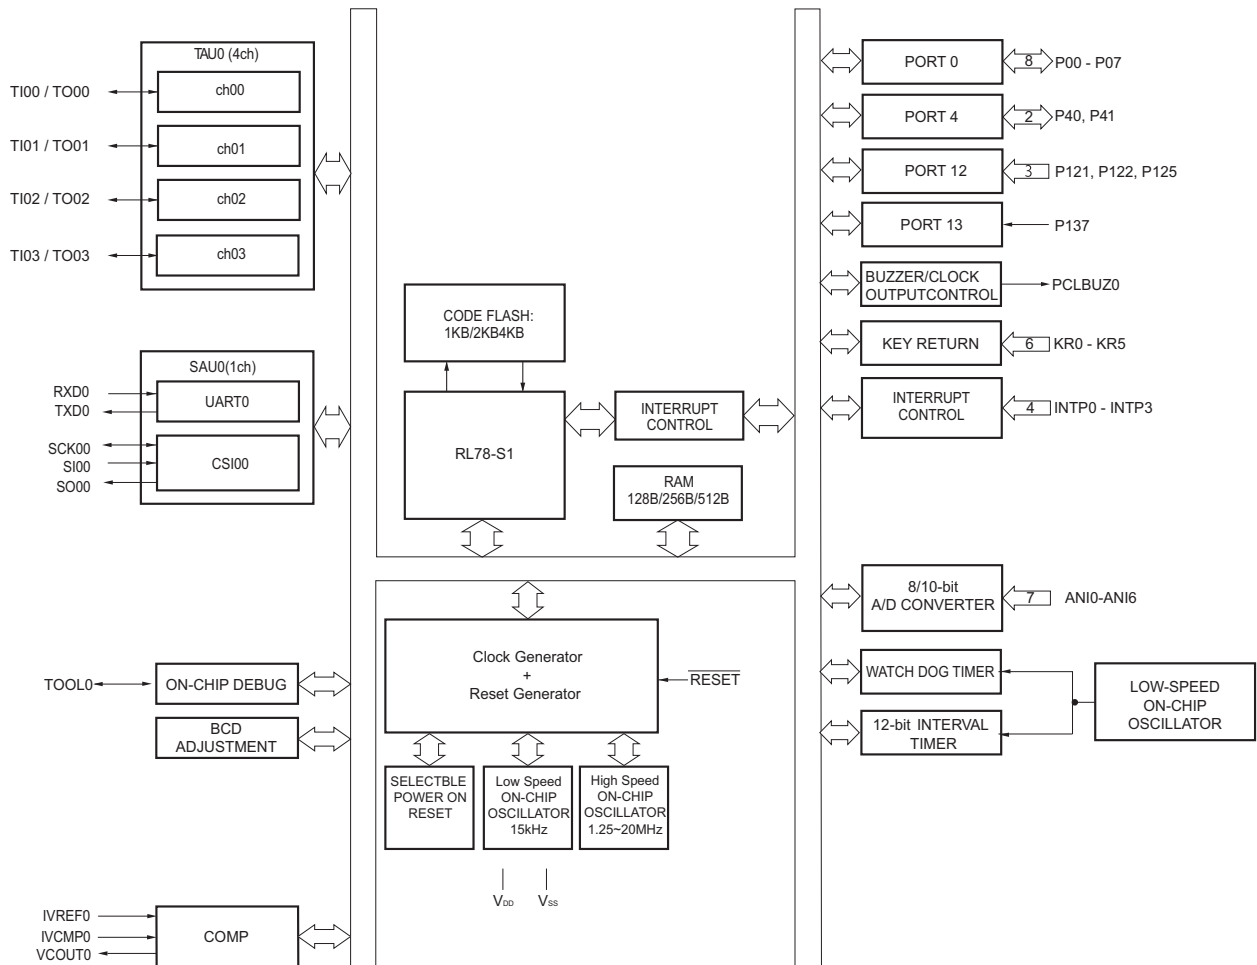 TAU0 (4ch)
TI00 / TO00
ch00
TI01 / TO01
ch01
TI02 / TO02
ch02
TI03 / TO03
ch03
SAU0(1ch)
RXD0
TXD0
UART0
SCK00
SI00
SO00
CSI00
TOOL0
ON-CHIP DEBUG
BCD
ADJUSTMENT
IVREF0
IVCMP0
VCOUT0
COMP
CODE FLASH:
1KB/2KB4KB
RL78-S1
INTERRUPT
CONTROL
RAM
128B/256B/512B
Clock Generator
+
Reset Generator
RESET
SELECTBLE
POWER ON
RESET
Low Speed
ON-CHIP
OSCILLATOR
15kHz
High Speed
ON-CHIP
OSCILLATOR
1.25~20MHz
VDD
VSS
PORT 0
8
P00 - P07
PORT 4
2
P40, P41
PORT 12
3
P121, P122, P125
PORT 13
P137
BUZZER/CLOCK
OUTPUTCONTROL
PCLBUZ0
KEY RETURN
6
KR0 - KR5
INTERRUPT
CONTROL
4
INTP0 - INTP3
8/10-bit
A/D CONVERTER
7
ANI0-ANI6
WATCH DOG TIMER
12-bit INTERVAL
TIMER
LOW-SPEED
ON-CHIP
OSCILLATOR